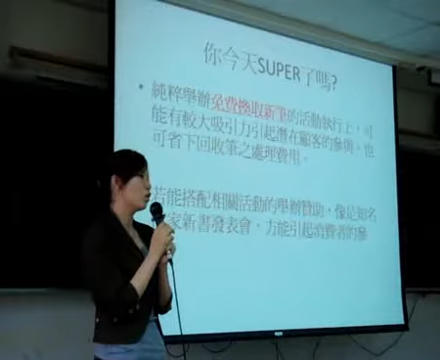 你今天SUPER了嗎?
• 純粹舉辦免費換取新筆的活動執行上，可
能有較大吸引力引起潛在顧客的參與，也
可省下回收筆之處理費用。
若能搭配相關活動的舉辦贊助，像是知名
家新書發表會，方能引起消費者的參